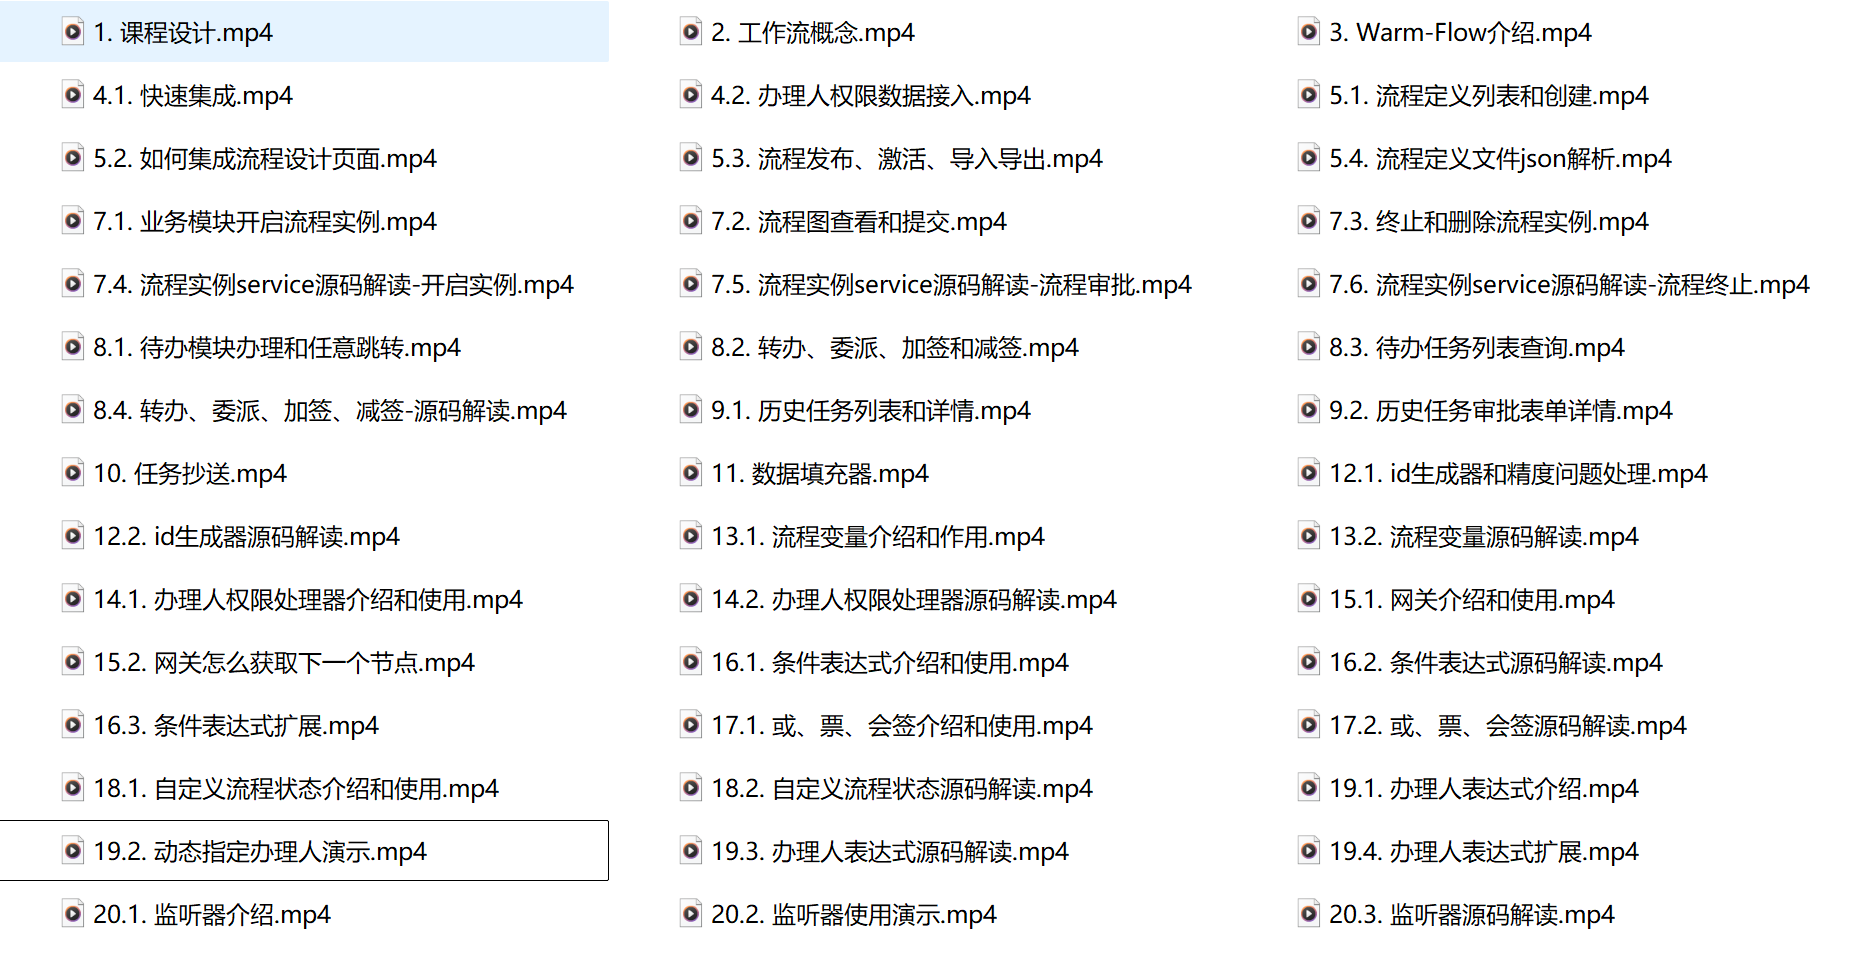 1. 课程设计.mp4
2. 工作流概念.mp4
3. Warm-Flow介绍.mp4
4.1. 快速集成.mp4
4.2. 办理人权限数据接入.mp4
5.1. 流程定义列表和创建.mp4
5.2. 如何集成流程设计页面.mp4
5.3. 流程发布、激活、导入导出.mp4
5.4. 流程定义文件json解析.mp4
7.1. 业务模块开启流程实例.mp4
7.2. 流程图查看和提交.mp4
7.3. 终止和删除流程实例.mp4
7.4. 流程实例service源码解读-开启实例.mp4
7.5. 流程实例service源码解读-流程审批.mp4
7.6. 流程实例service源码解读-流程终止.mp4
8.1. 待办模块办理和任意跳转.mp4
8.2. 转办、委派、加签和减签.mp4
8.3. 待办任务列表查询.mp4
8.4. 转办、委派、加签、减签-源码解读.mp4
9.1. 历史任务列表和详情.mp4
9.2. 历史任务审批表单详情.mp4
10. 任务抄送.mp4
11. 数据填充器.mp4
12.1. id生成器和精度问题处理.mp4
12.2. id生成器源码解读.mp4
13.1. 流程变量介绍和作用.mp4
13.2. 流程变量源码解读.mp4
14.1. 办理人权限处理器介绍和使用.mp4
14.2. 办理人权限处理器源码解读.mp4
15.1. 网关介绍和使用.mp4
15.2. 网关怎么获取下一个节点.mp4
16.1. 条件表达式介绍和使用.mp4
16.2. 条件表达式源码解读.mp4
16.3. 条件表达式扩展.mp4
17.1. 或、票、会签介绍和使用.mp4
17.2. 或、票、会签源码解读.mp4
18.1. 自定义流程状态介绍和使用.mp4
18.2. 自定义流程状态源码解读.mp4
19.1. 办理人表达式介绍.mp4
19.2. 动态指定办理人演示.mp4
19.3. 办理人表达式源码解读.mp4
19.4. 办理人表达式扩展.mp4
20.1. 监听器介绍.mp4
20.2. 监听器使用演示.mp4
20.3. 监听器源码解读.mp4